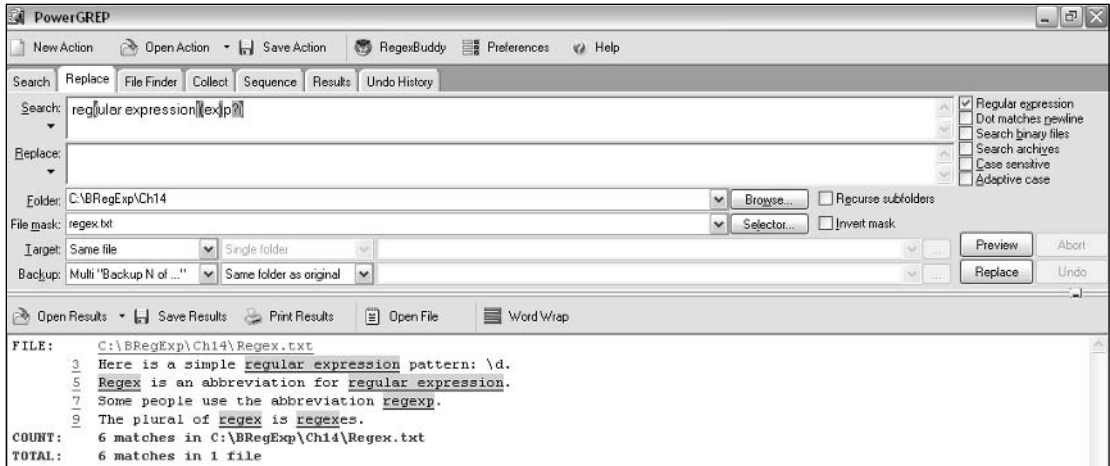 PowerGREP
New Action Open Action Save Action RegexBuddy Preferences Help
Search Replace File Finder Collect Sequence Results Undo History
Search: reg(ular expression|(ex)p?)
Regular expression
Dot matches newline
Search binary files
Search archives
Case sensitive
Adaptive case
Replace:
Folder: C:\BRegExp\Ch14 Browse... Recurse subfolders
File mask: regex.txt Selector... Invert mask
Target: Same file Single folder ... Preview Abort
Backup: Multi "Backup N of ..." Same folder as original ... Replace Undo
Open Results Save Results Print Results Open File Word Wrap
FILE: C:\BRegExp\Ch14\Regex.txt
3 Here is a simple regular expression pattern: \d.
5 Regex is an abbreviation for regular expression.
7 Some people use the abbreviation regexp.
9 The plural of regex is regexes.
COUNT: 6 matches in C:\BRegExp\Ch14\Regex.txt
TOTAL: 6 matches in 1 file